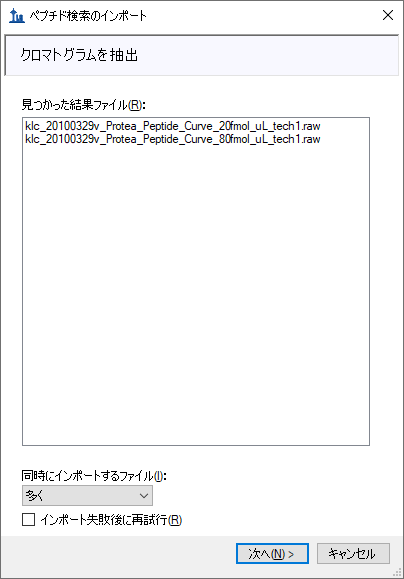 ペプチド検索のインポート
クロマトグラムを抽出
見つかった結果ファイル(R):
klc_20100329v_Protea_Peptide_Curve_20fmol_uL_tech1.raw
klc_20100329v_Protea_Peptide_Curve_80fmol_uL_tech1.raw
同時にインポートするファイル(I):
多く
インポート失敗後に再試行(R)
次へ(N) >
キャンセル